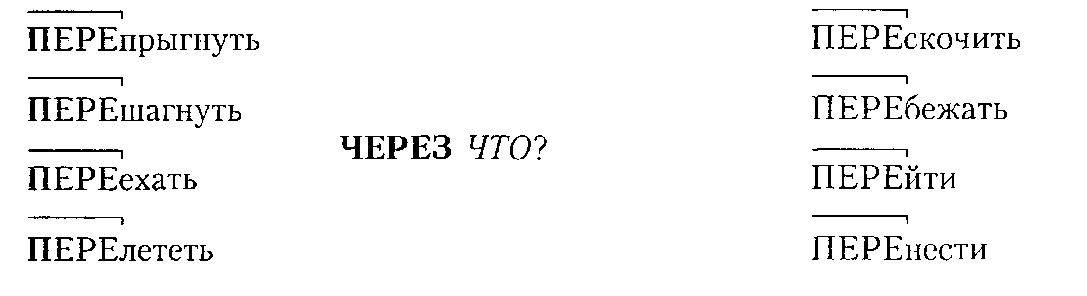 ПЕРЕпрыгнуть
ПЕРЕшагнуть
ПЕРЕехать
ПЕРЕлететь
ЧЕРЕЗ ЧТО?
ПЕРЕскочить
ПЕРЕбежать
ПЕРЕйти
ПЕРЕнести